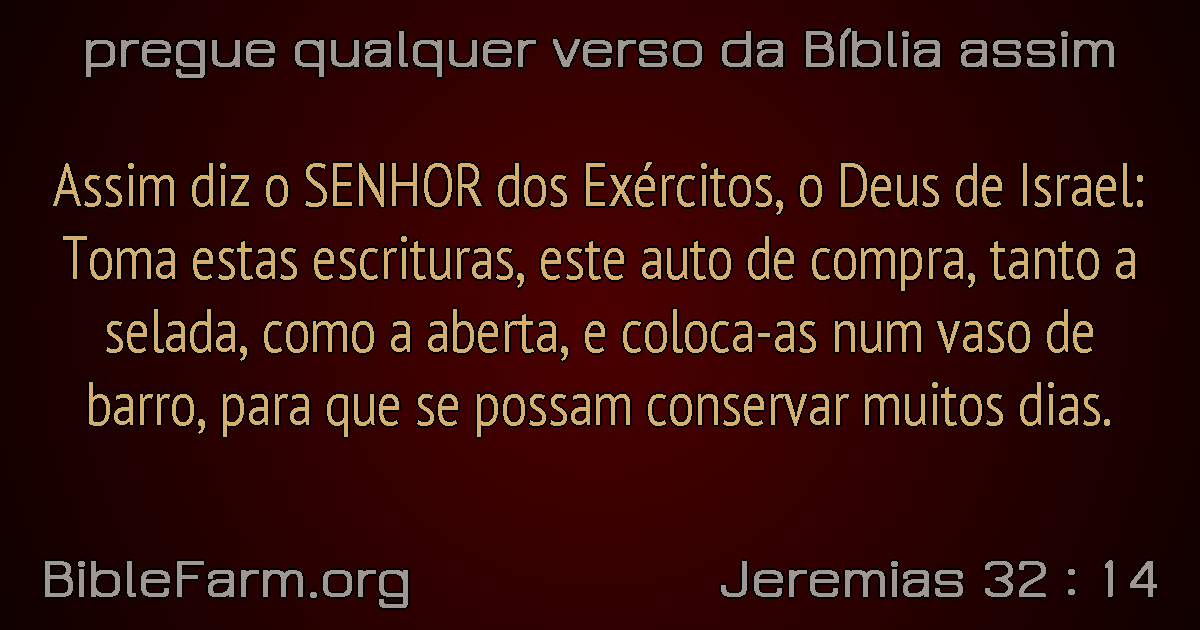 pregue qualquer verso da Bíblia assim
Assim diz o SENHOR dos Exércitos, o Deus de Israel:
Toma estas escrituras, este auto de compra, tanto a
selada, como a aberta, e coloca-as num vaso de
barro, para que se possam conservar muitos dias.
BibleFarm.org
Jeremias 32 : 14